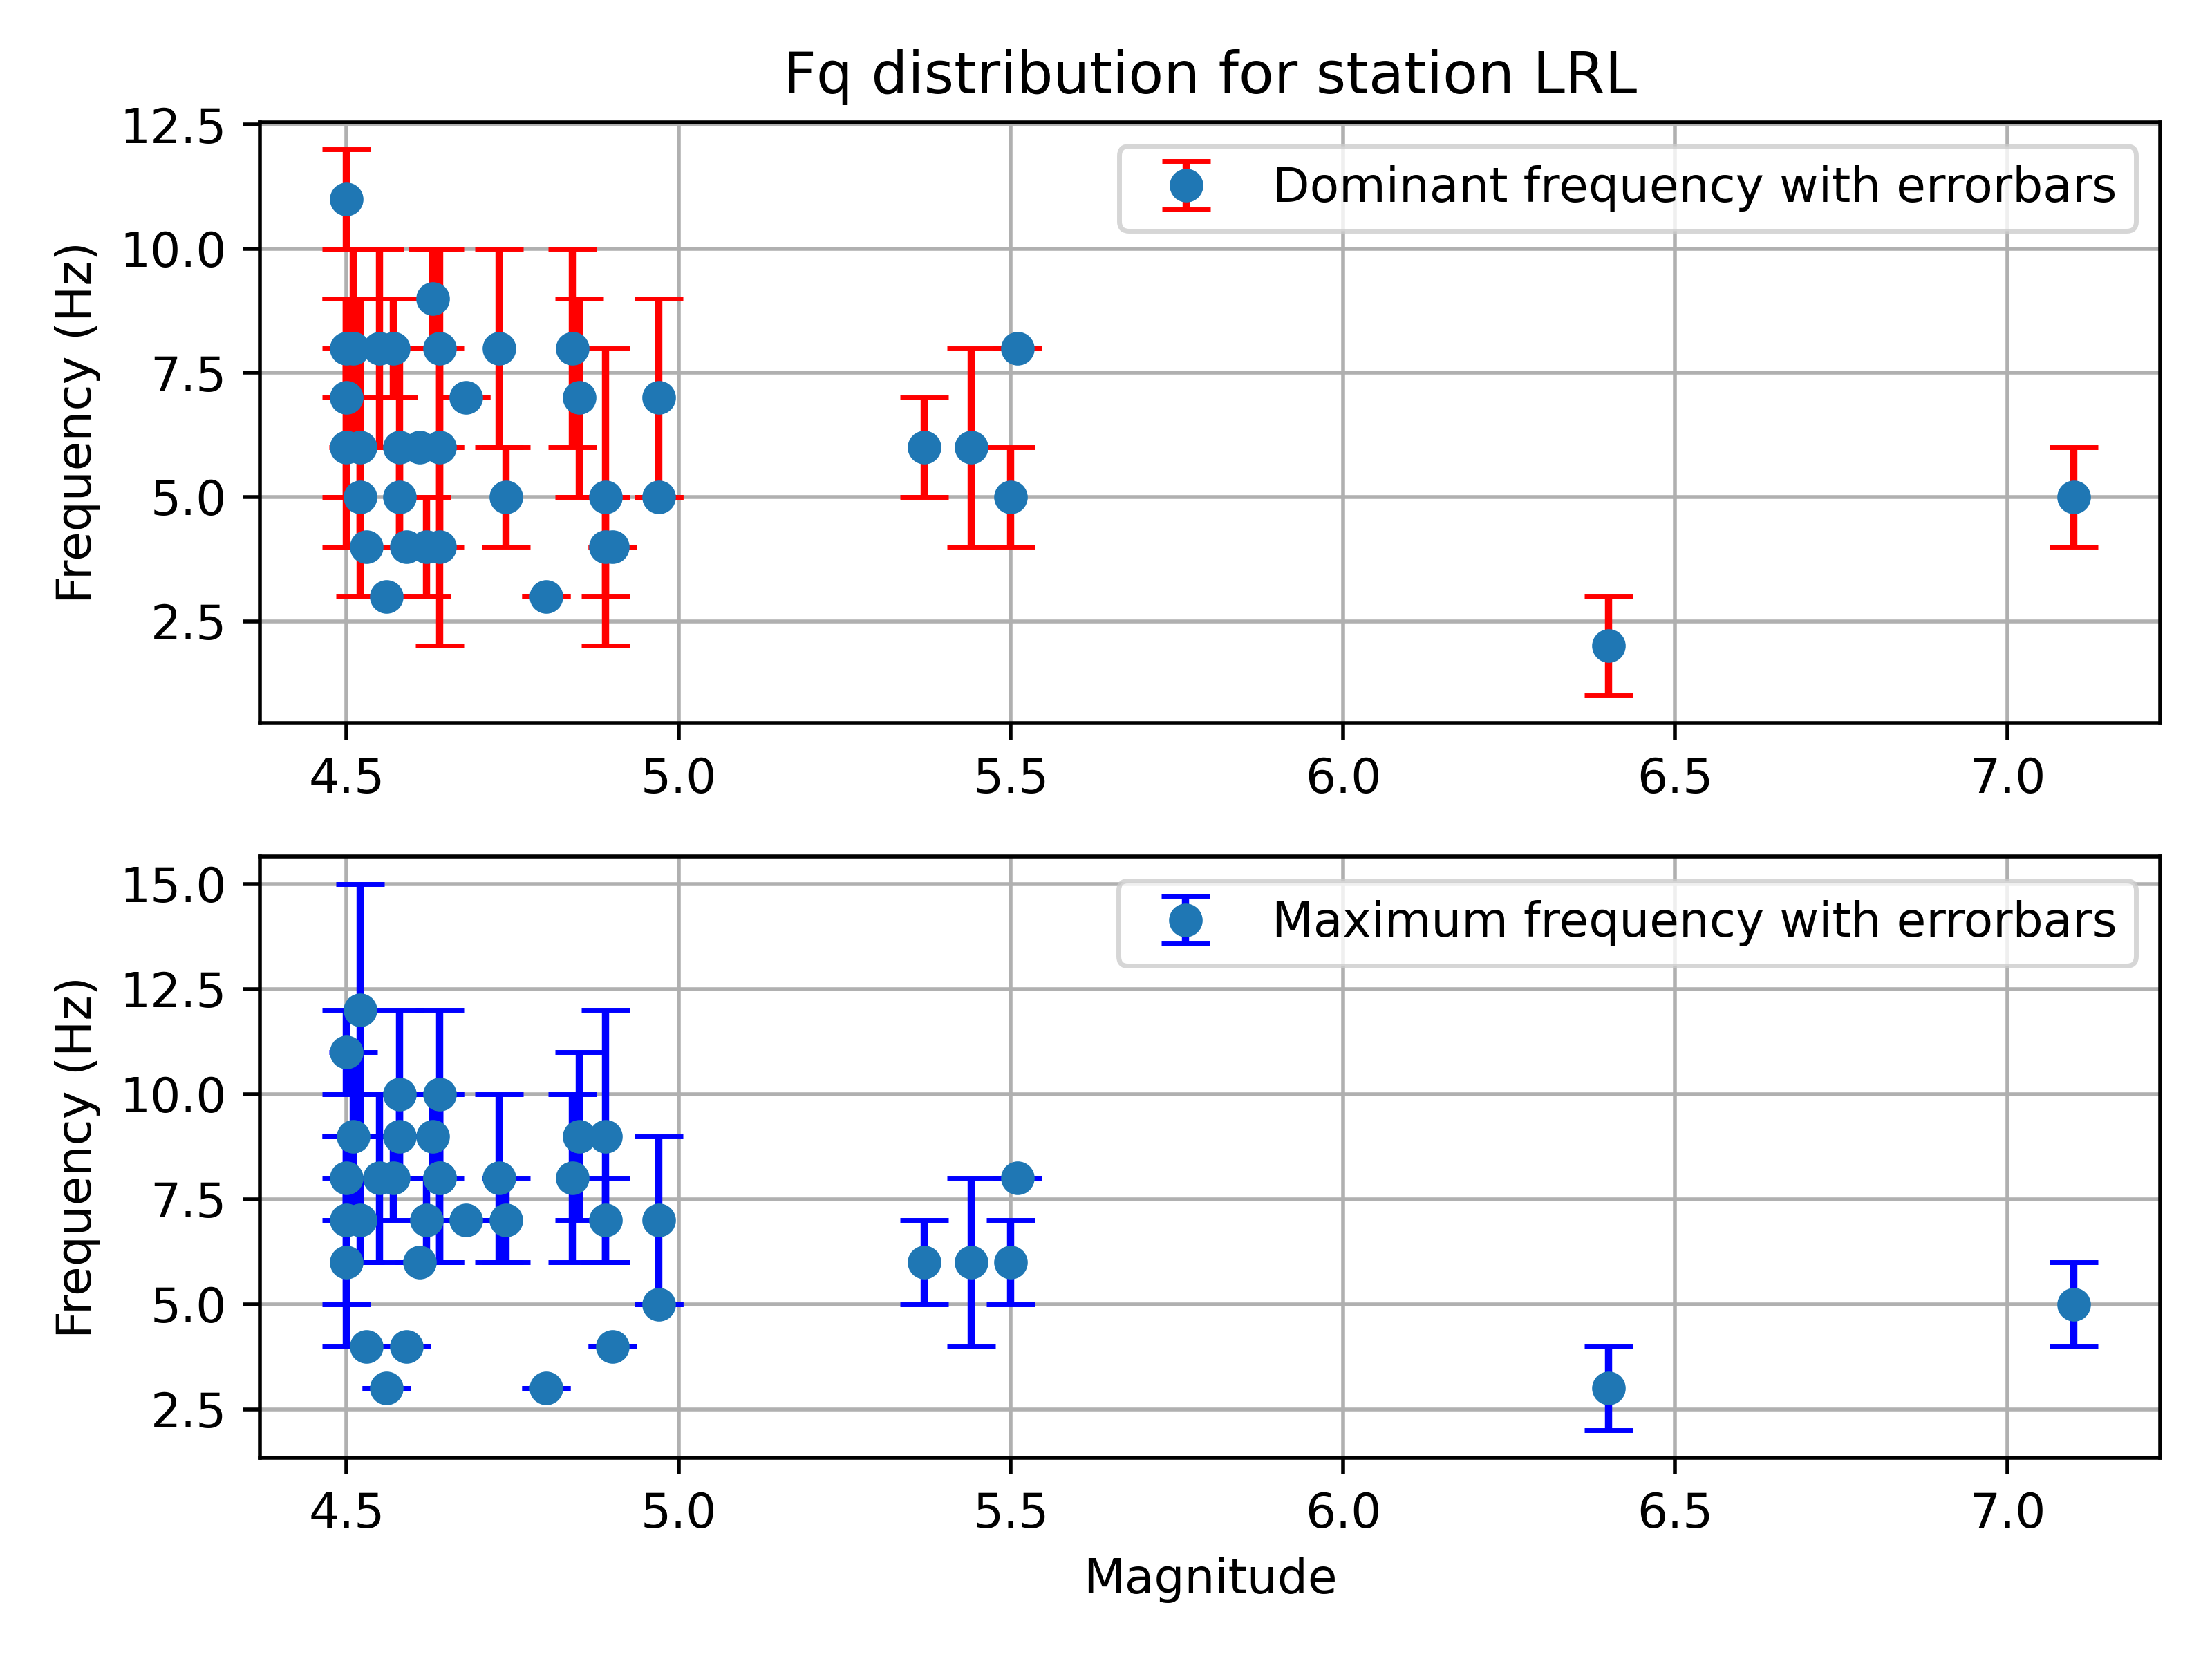 Fq distribution for station LRL
12.5
10.0
7.5
5.0
2.5
Frequency (Hz)
Dominant frequency with errorbars
4.5 5.0 5.5 6.0 6.5 7.0
15.0
12.5
10.0
7.5
5.0
2.5
Frequency (Hz)
Maximum frequency with errorbars
4.5 5.0 5.5 6.0 6.5 7.0
Magnitude